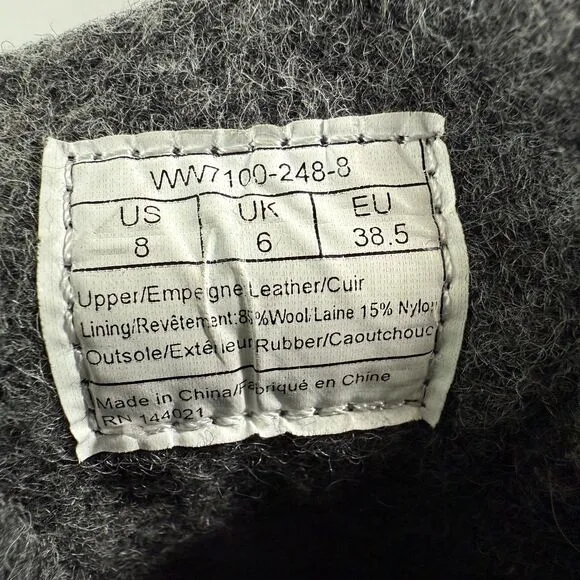 WW7100-248-8
US UK EU
8 6 38.5
Upper/Empeigne Leather/Cuir
Lining/Revêtement: 85%Wool/Laine 15% Nylon
Outsole/Extérieur Rubber/Caoutchouc
Made in China/Fabriqué en Chine
RN 144021